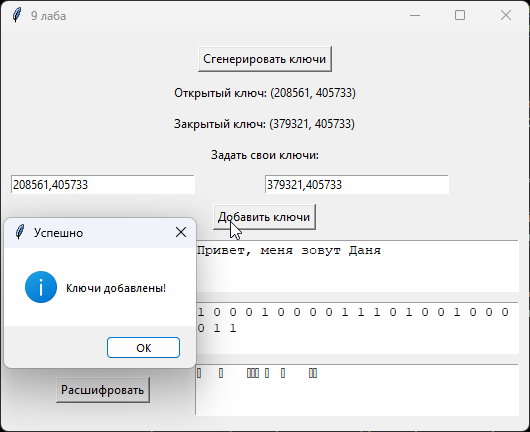 9 лаба
Сгенерировать ключи
Открытый ключ: (208561, 405733)
Закрытый ключ: (379321, 405733)
Задать свои ключи:
208561,405733 379321,405733
Добавить ключи
Успешно
Ключи добавлены!
OK
Привет, меня зовут Даня
1 0 0 0 1 0 0 0 0 1 1 1 0 1 0 0 1 0 0 0
0 1 1
Расшифровать